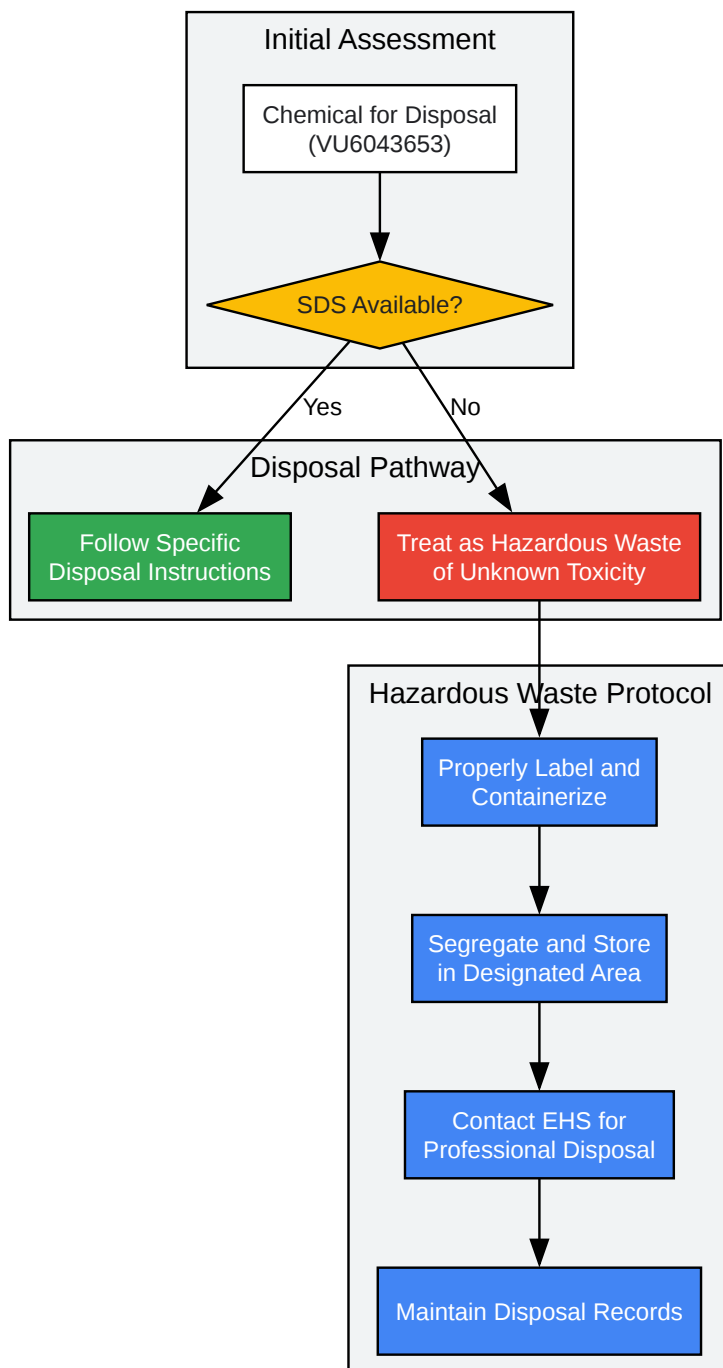 Initial Assessment
Chemical for Disposal
(VU6043653)
SDS Available?
Yes
No
Disposal Pathway
Follow Specific
Disposal Instructions
Treat as Hazardous Waste
of Unknown Toxicity
Hazardous Waste Protocol
Properly Label and
Containerize
Segregate and Store
in Designated Area
Contact EHS for
Professional Disposal
Maintain Disposal Records